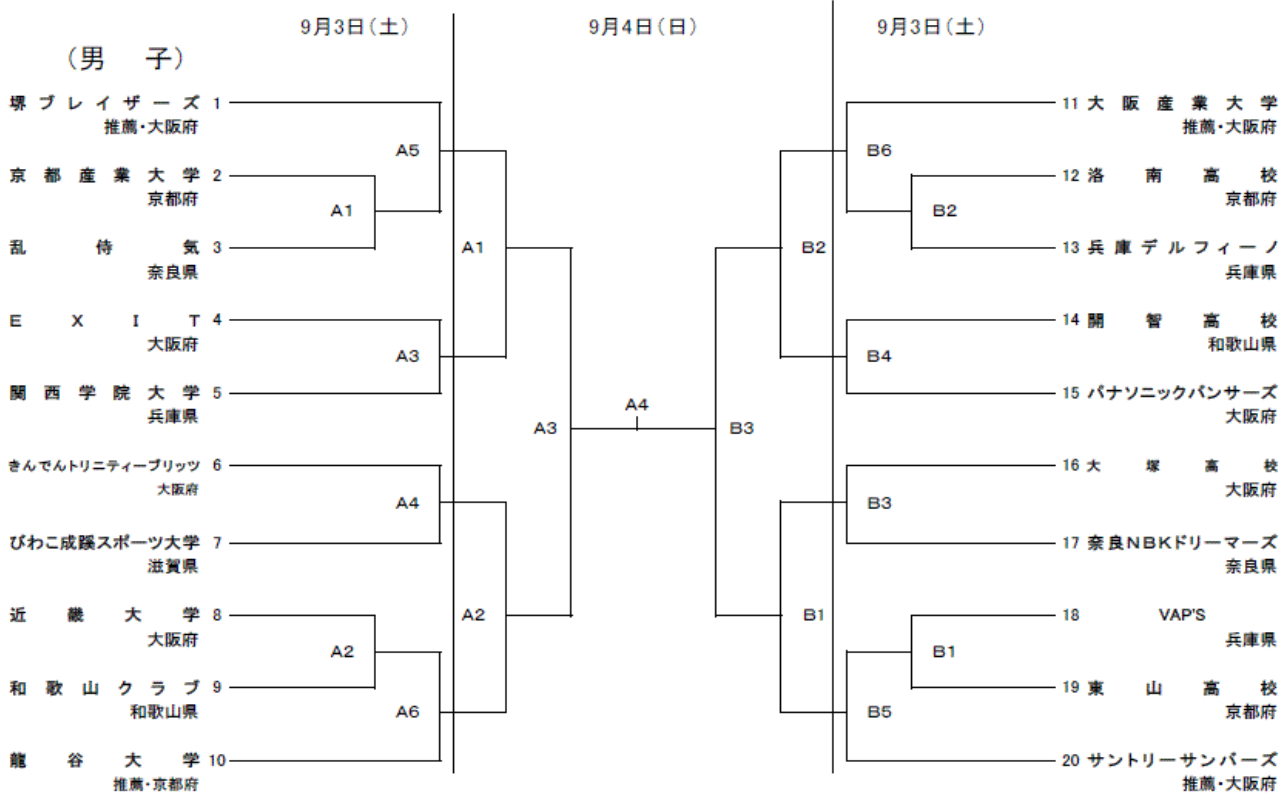 9月3日(土) 9月4日(日) 9月3日(土)
(男 子)
堺ブレイザーズ 1
推薦・大阪府
A5
京都産業大学 2
京都府
A1
乱侍気 3
奈良県
A1
EXIT 4
大阪府
A3
関西学院大学 5
兵庫県
A3
きんでんトリニティーブリッツ 6
大阪府
A4
びわこ成蹊スポーツ大学 7
滋賀県
A2
近畿大学 8
大阪府
A2
和歌山クラブ 9
和歌山県
A6
龍谷大学 10
推薦・京都府
A4
11 大阪産業大学
推薦・大阪府
B6
12 洛南高校
京都府
B2
13 兵庫デルフィーノ
兵庫県
B2
14 開智高校
和歌山県
B4
15 パナソニックパンサーズ
大阪府
B3
16 大塚高校
大阪府
B3
17 奈良NBKドリーマーズ
奈良県
B1
18 VAP'S
兵庫県
B1
19 東山高校
京都府
B5
20 サントリーサンバーズ
推薦・大阪府